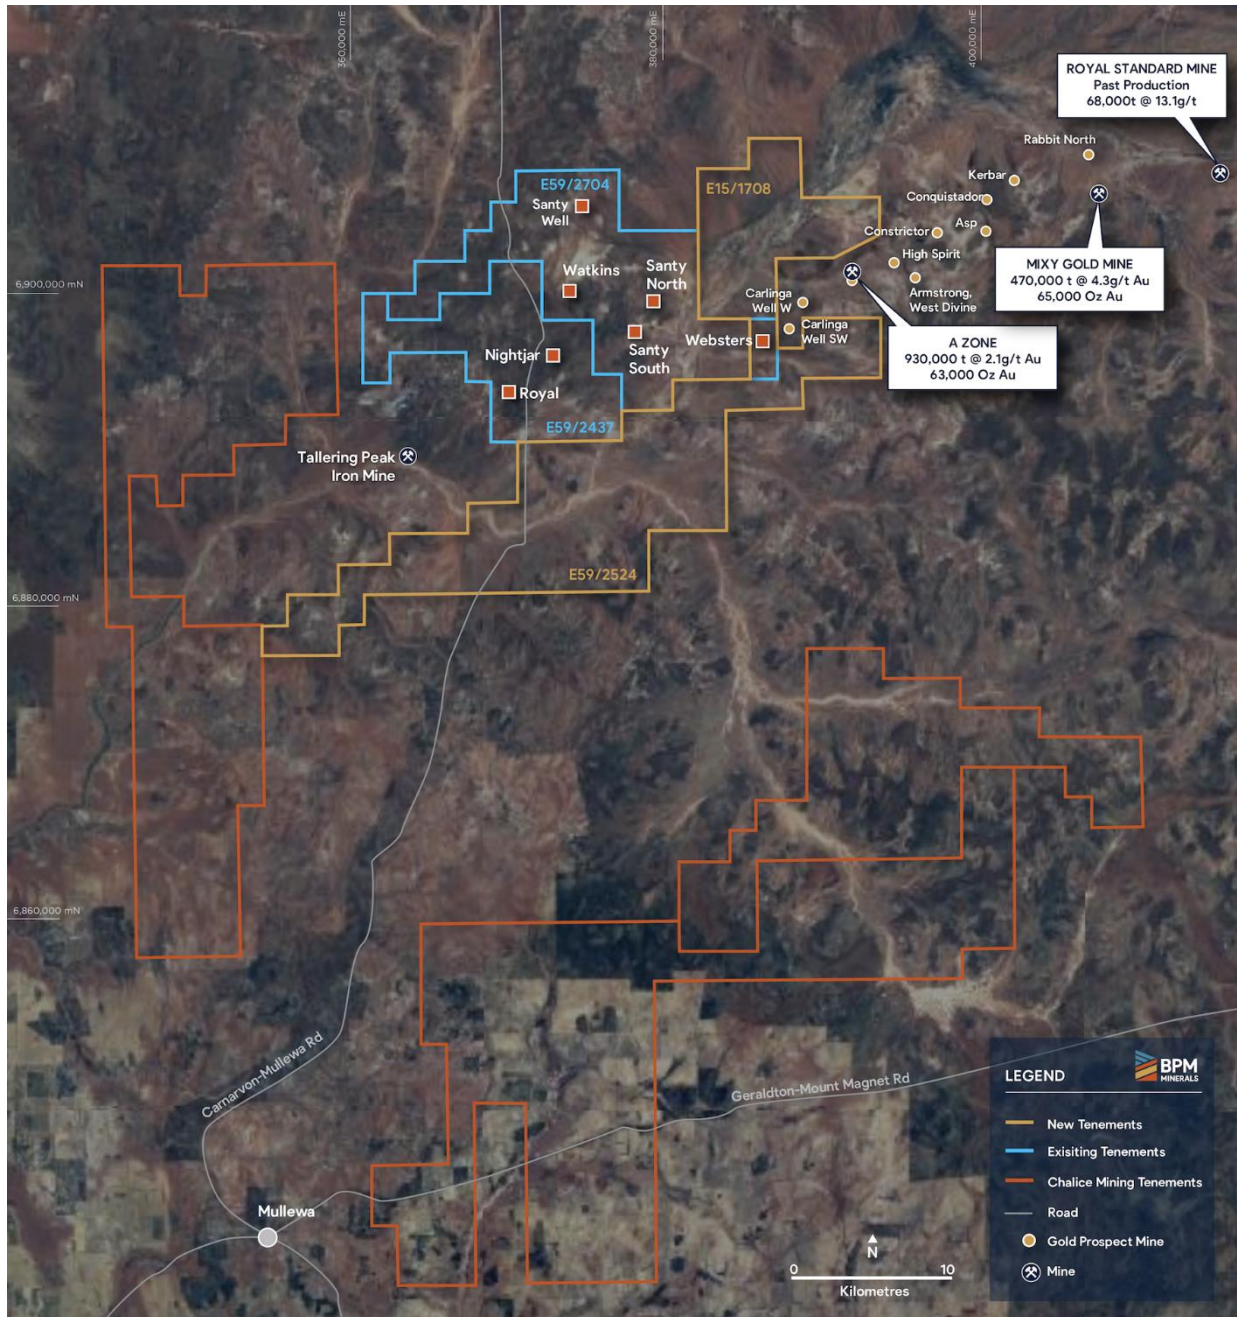 360,000 mE
380,000 mE
400,000 mE
ROYAL STANDARD MINE
Past Production
68,000t @ 13.1g/t
Rabbit North
Kerbar
E59/2704
E15/1708
Santy
Well
Conquistador
Asp
Constrictor
High Spirit
MIXY GOLD MINE
470,000 t @ 4.3g/t Au
65,000 Oz Au
Watkins
Santy
North
6,900,000 mN
Carlinga
Well W
Armstrong,
West Divine
Carlinga
Well SW
A ZONE
930,000 t @ 2.1g/t Au
63,000 Oz Au
Websters
Santy
South
Nightjar
Royal
E59/2437
Tallering Peak
Iron Mine
E59/2524
6,880,000 mN
6,860,000 mN
Carnarvon-Mullewa Rd
Geraldton-Mount Magnet Rd
Mullewa
N
0 10
Kilometres
LEGEND
BPM
MINERALS
New Tenements
Exisiting Tenements
Chalice Mining Tenements
Road
Gold Prospect Mine
Mine